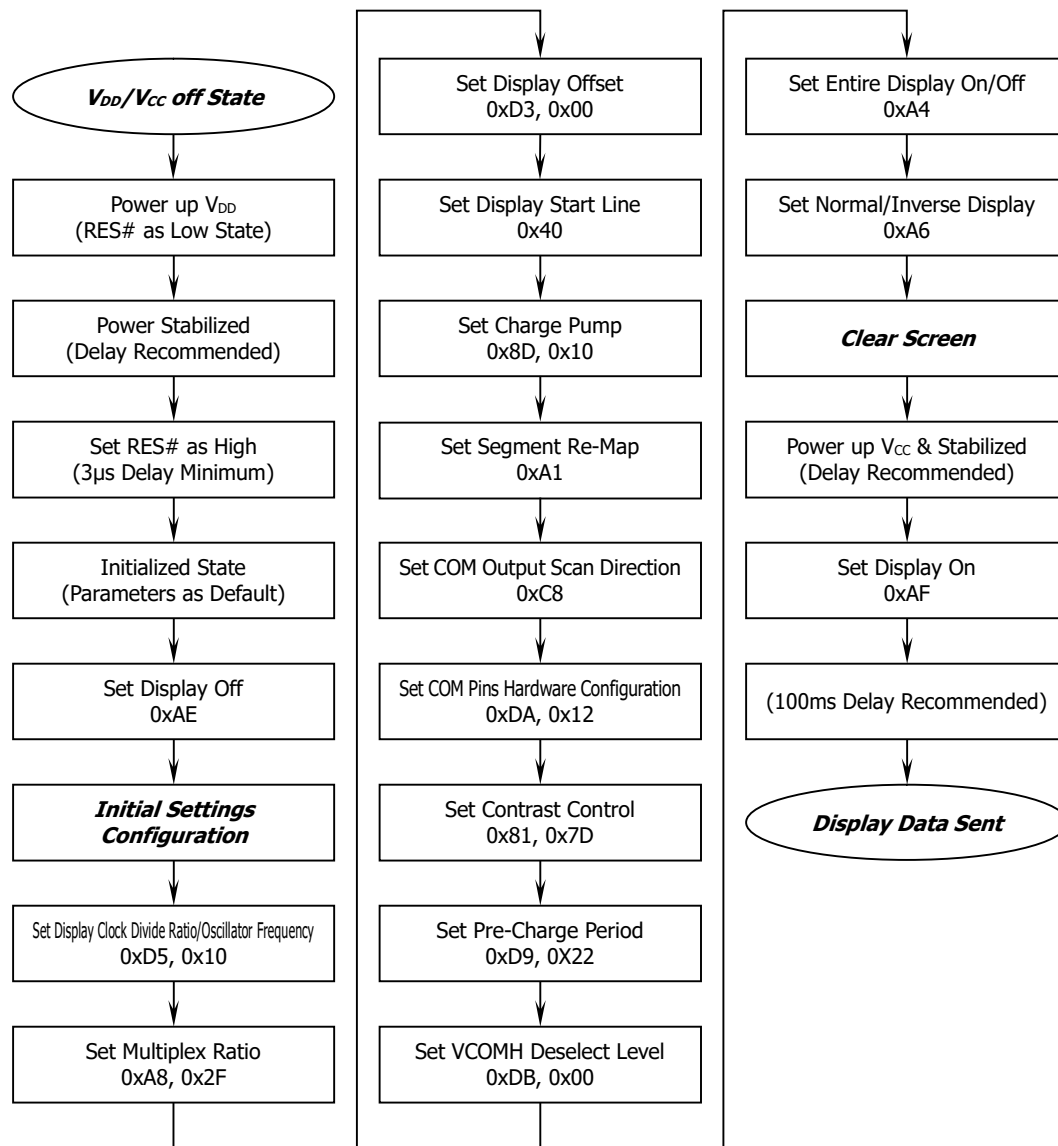 VDD/VCC off State
Power up VDD
(RES# as Low State)
Power Stabilized
(Delay Recommended)
Set RES# as High
(3μs Delay Minimum)
Initialized State
(Parameters as Default)
Set Display Off
0xAE
Initial Settings
Configuration
Set Display Clock Divide Ratio/Oscillator Frequency
0xD5, 0x10
Set Multiplex Ratio
0xA8, 0x2F
Set Display Offset
0xD3, 0x00
Set Display Start Line
0x40
Set Charge Pump
0x8D, 0x10
Set Segment Re-Map
0xA1
Set COM Output Scan Direction
0xC8
Set COM Pins Hardware Configuration
0xDA, 0x12
Set Contrast Control
0x81, 0x7D
Set Pre-Charge Period
0xD9, 0X22
Set VCOMH Deselect Level
0xDB, 0x00
Set Entire Display On/Off
0xA4
Set Normal/Inverse Display
0xA6
Clear Screen
Power up VCC & Stabilized
(Delay Recommended)
Set Display On
0xAF
(100ms Delay Recommended)
Display Data Sent